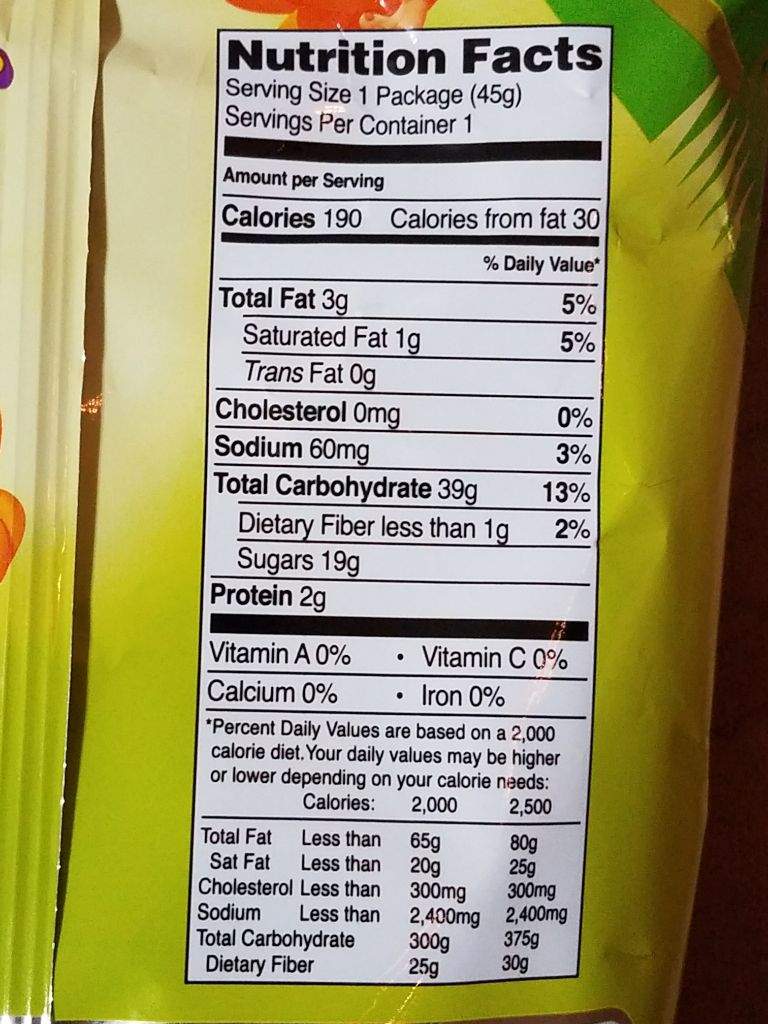 Nutrition Facts
Serving Size 1 Package (45g)
Servings Per Container 1
Amount per Serving
Calories 190 Calories from fat 30
% Daily Value*
Total Fat 3g 5%
Saturated Fat 1g 5%
Trans Fat 0g
Cholesterol 0mg 0%
Sodium 60mg 3%
Total Carbohydrate 39g 13%
Dietary Fiber less than 1g 2%
Sugars 19g
Protein 2g
Vitamin A 0% • Vitamin C 0%
Calcium 0% • Iron 0%
*Percent Daily Values are based on a 2,000
calorie diet. Your daily values may be higher
or lower depending on your calorie needs:
Calories: 2,000 2,500
Total Fat Less than 65g 80g
Sat Fat Less than 20g 25g
Cholesterol Less than 300mg 300mg
Sodium Less than 2,400mg 2,400mg
Total Carbohydrate 300g 375g
Dietary Fiber 25g 30g